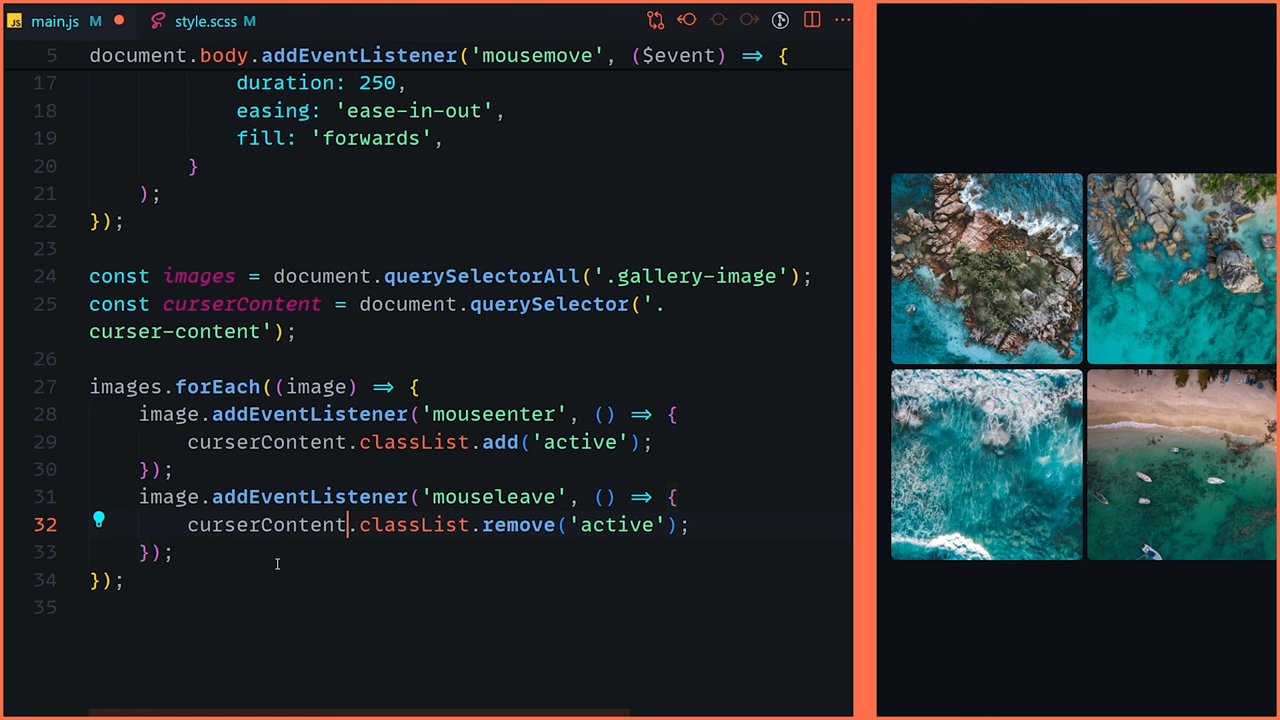 JS main.js M style.scss M
5 document.body.addEventListener('mousemove', ($event) => {
17 duration: 250,
18 easing: 'ease-in-out',
19 fill: 'forwards',
20 }
21 );
22 });
23
24 const images = document.querySelectorAll('.gallery-image');
25 const curserContent = document.querySelector('.
curser-content');
26
27 images.forEach((image) => {
28 image.addEventListener('mouseenter', () => {
29 curserContent.classList.add('active');
30 });
31 image.addEventListener('mouseleave', () => {
32 curserContent.classList.remove('active');
33 });
34 });
35